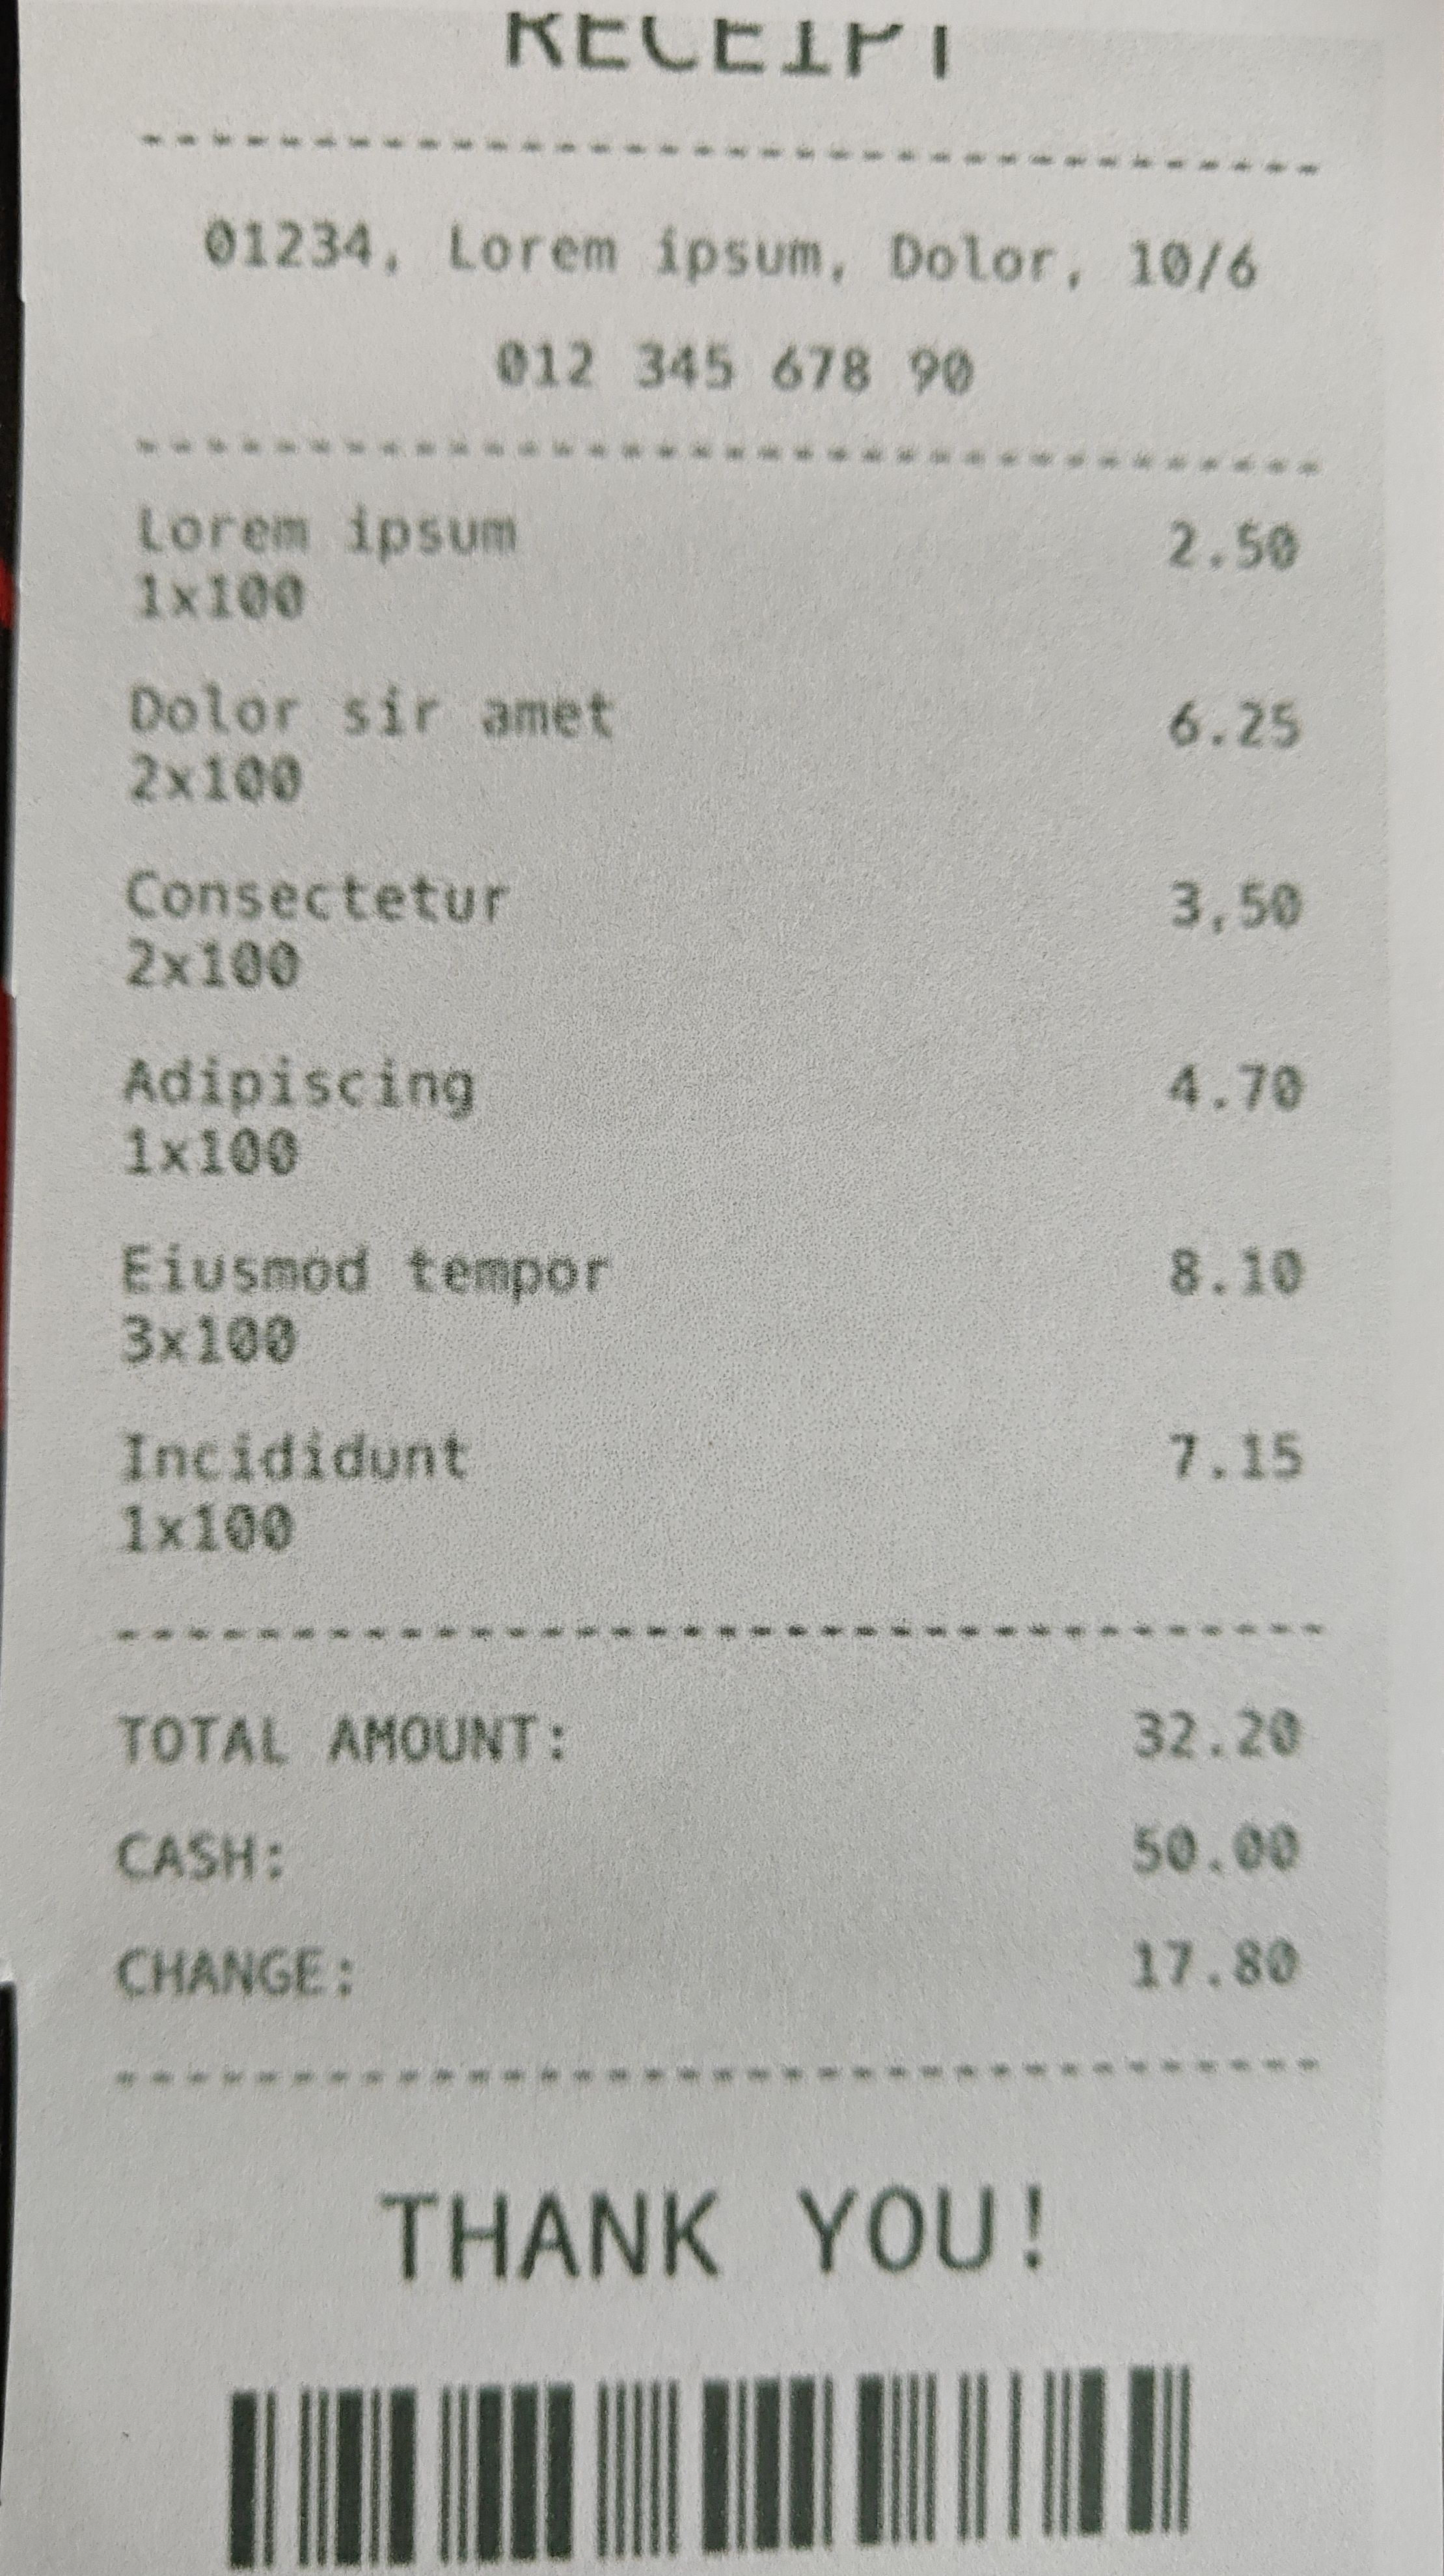 RECEIPT
01234, Lorem ipsum, Dolor, 10/6
012 345 678 90
Lorem ipsum 2.50
1x100
Dolor sir amet 6.25
2x100
Consectetur 3,50
2x100
Adipiscing 4.70
1x100
Eiusmod tempor 8.10
3x100
Incididunt 7.15
1x100
TOTAL AMOUNT: 32.20
CASH: 50.00
CHANGE: 17.80
THANK YOU!